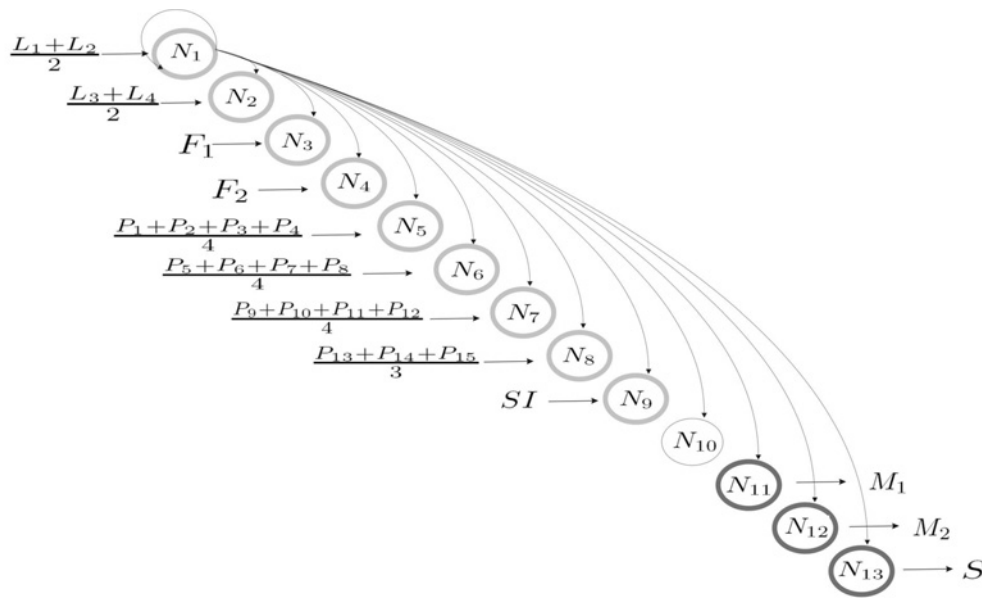 L₁+L₂/2 N₁
L₃+L₄/2 N₂
F₁ N₃
F₂ N₄
P₁+P₂+P₃+P₄/4 N₅
P₅+P₆+P₇+P₈/4 N₆
P₉+P₁₀+P₁₁+P₁₂/4 N₇
P₁₃+P₁₄+P₁₅/3 N₈
SI N₉
N₁₀
N₁₁ M₁
N₁₂ M₂
N₁₃ S